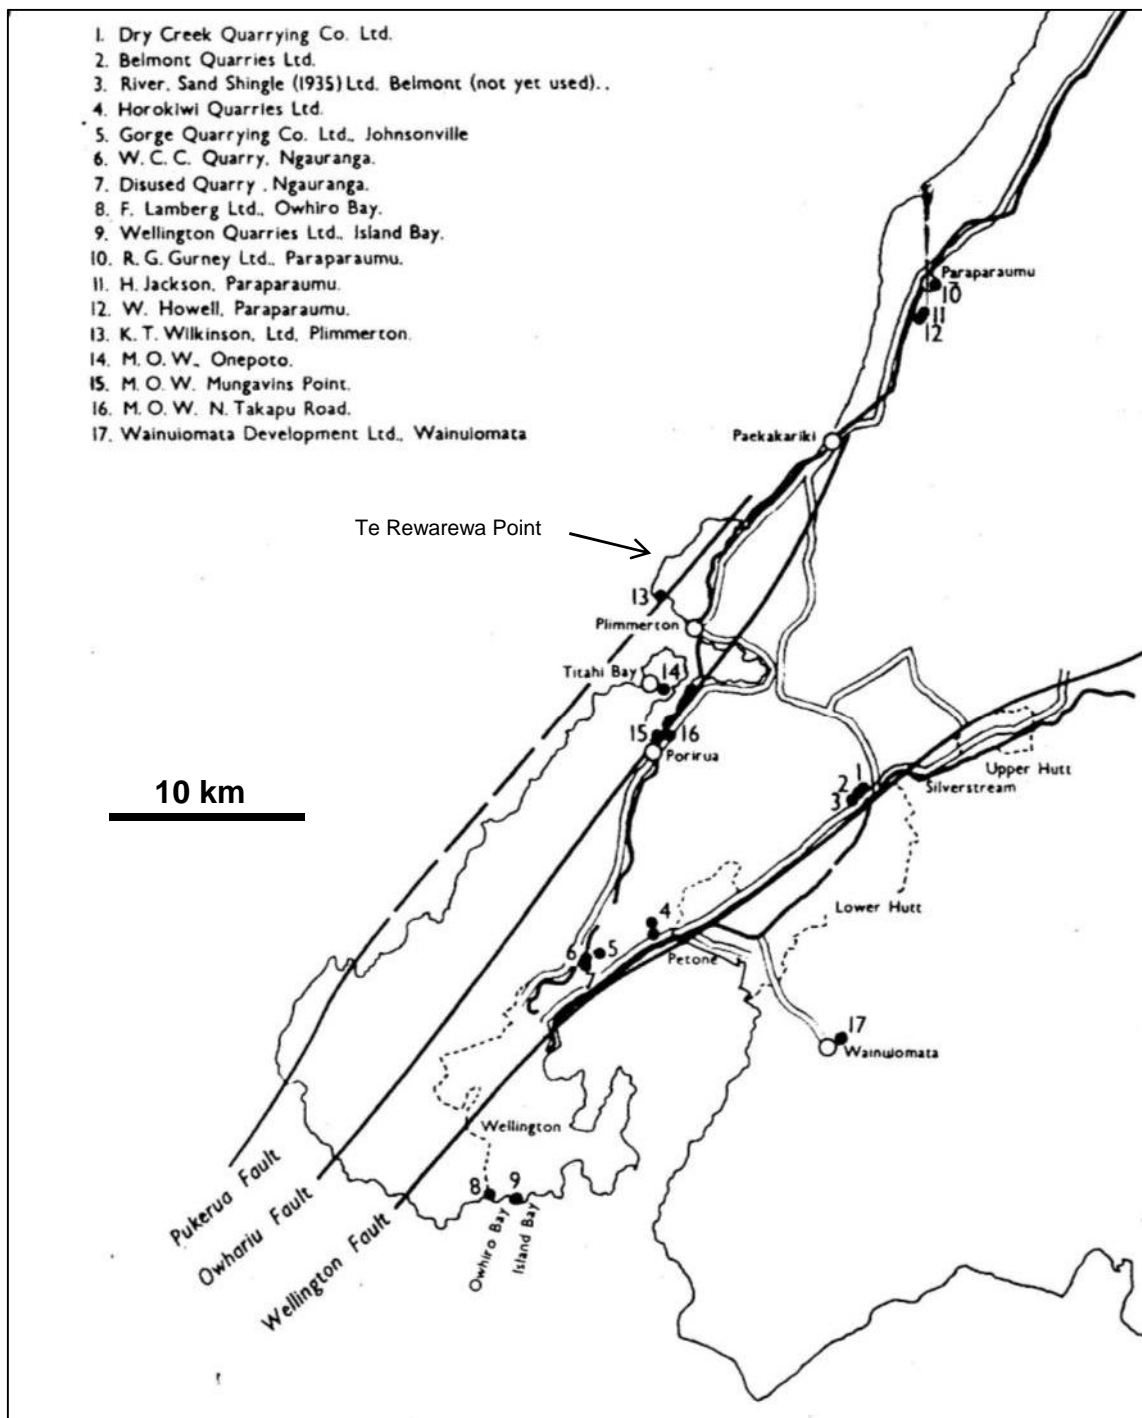 1. Dry Creek Quarrying Co. Ltd.
2. Belmont Quarries Ltd.
3. River, Sand Shingle (1935) Ltd. Belmont (not yet used)..
4. Horokiwi Quarries Ltd.
5. Gorge Quarrying Co. Ltd., Johnsonville
6. W. C. C. Quarry, Ngauranga.
7. Disused Quarry , Ngauranga.
8. F. Lamberg Ltd., Owhiro Bay.
9. Wellington Quarries Ltd., Island Bay.
10. R. G. Gurney Ltd., Paraparaumu.
11. H. Jackson, Paraparaumu.
12. W. Howell, Paraparaumu.
13. K. T. Wilkinson, Ltd, Plimmerton.
14. M. O. W., Onepoto.
15. M. O. W. Mungavins Point.
16. M. O. W. N. Takapu Road.
17. Wainuiomata Development Ltd., Wainuiomata
Paraparaumu
10
11
12
Paekakariki
Te Rewarewa Point
13
Plimmerton
Titahi Bay
14
15
16
Porirua
10 km
1
2
3
Silverstream
Upper Hutt
Lower Hutt
4
5
6
Petone
17
Wainuiomata
Wellington
8
9
Owhiro Bay
Island Bay
Pukerua Fault
Owhariu Fault
Wellington Fault